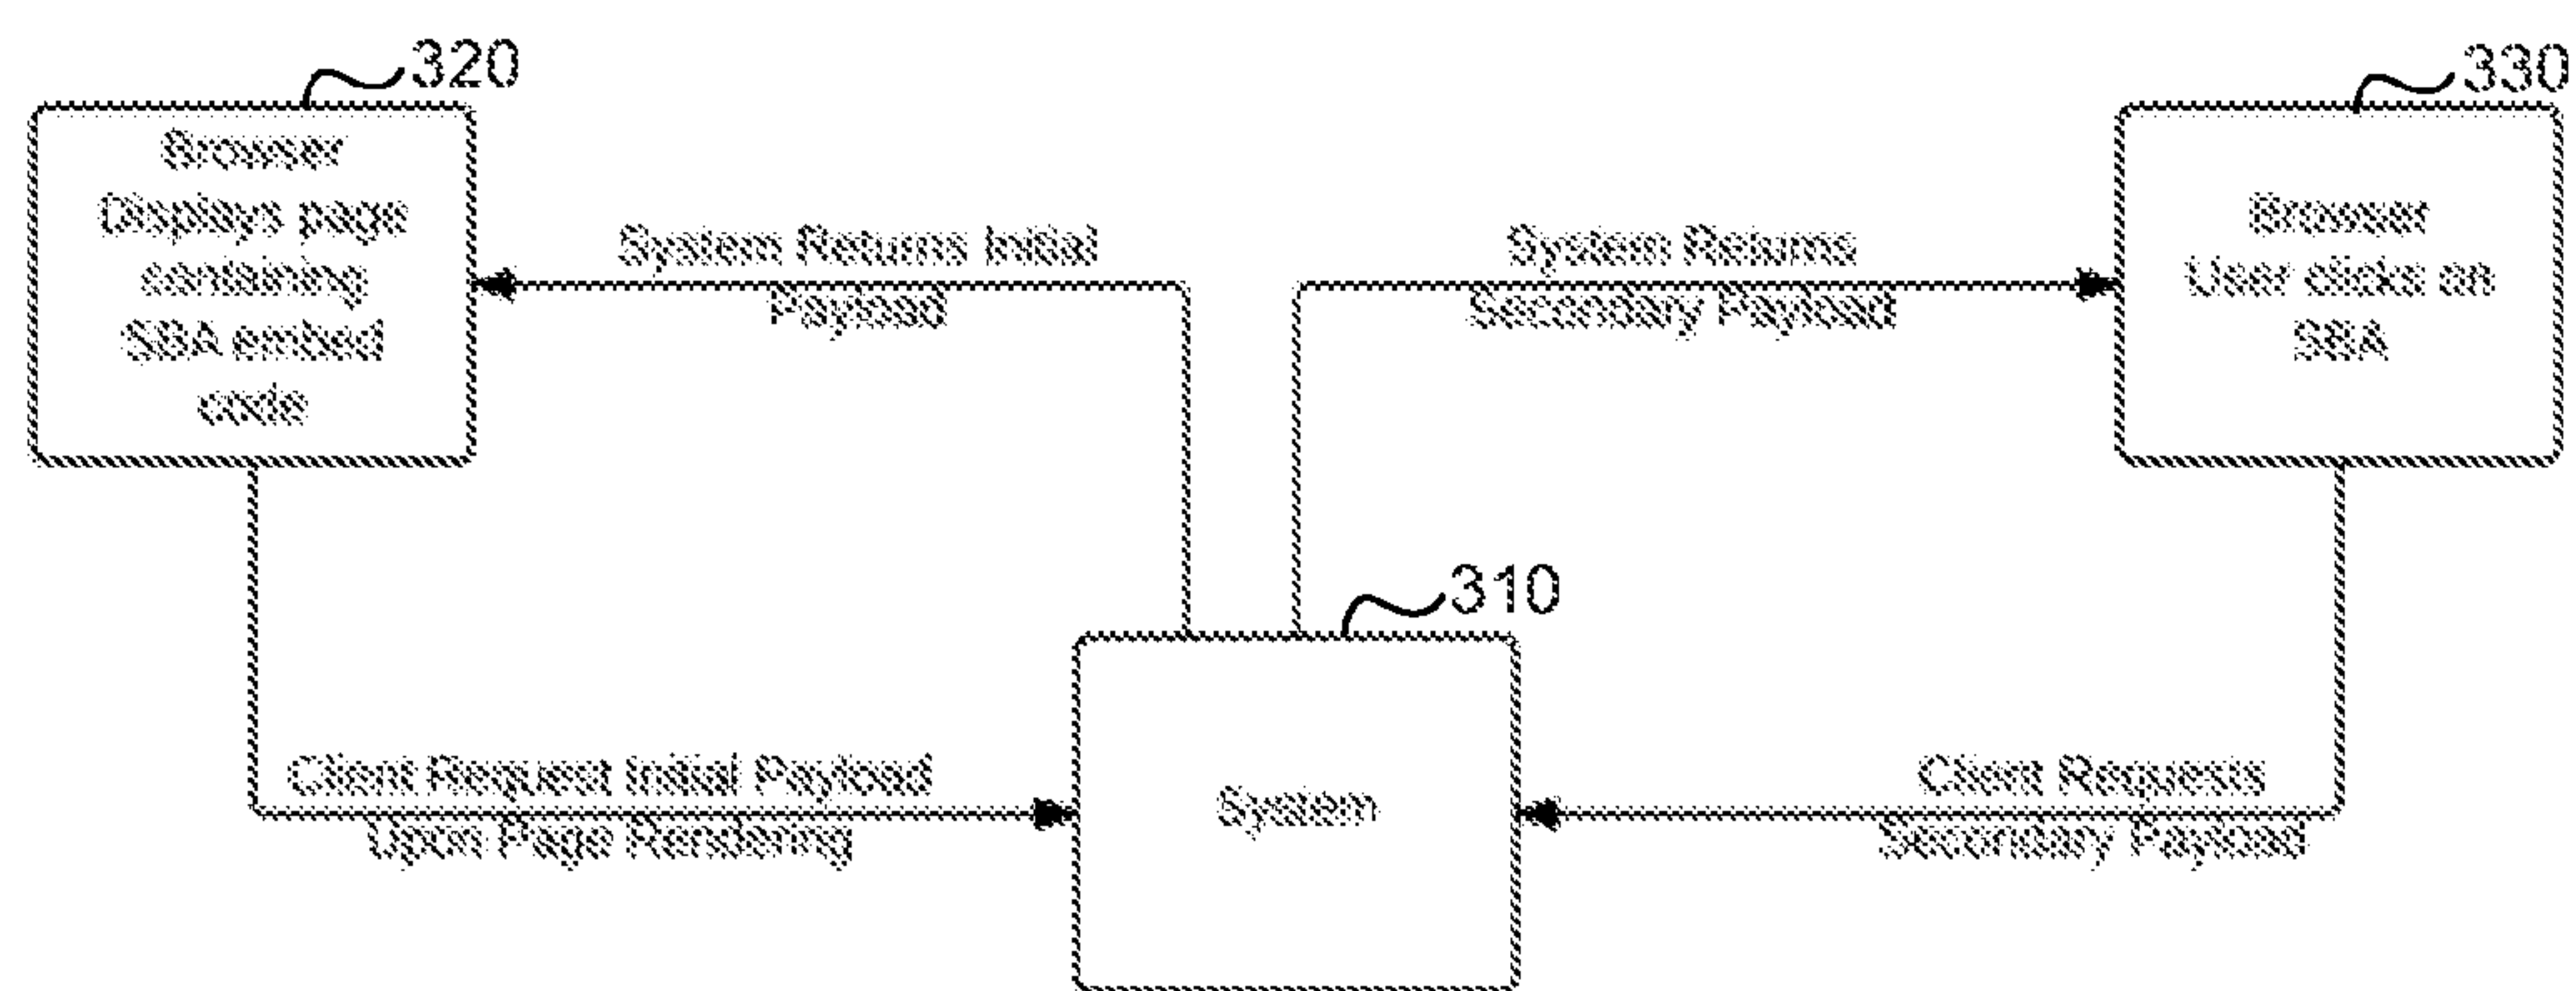 320
Browser
Displays page
containing
SBA embed
code
System Returns Initial
Payload
System Returns
Secondary Payload
330
Browser
User clicks an
SBA
310
System
Client Request Initial Payload
Upon Page Rendering
Client Requests
Secondary Payload